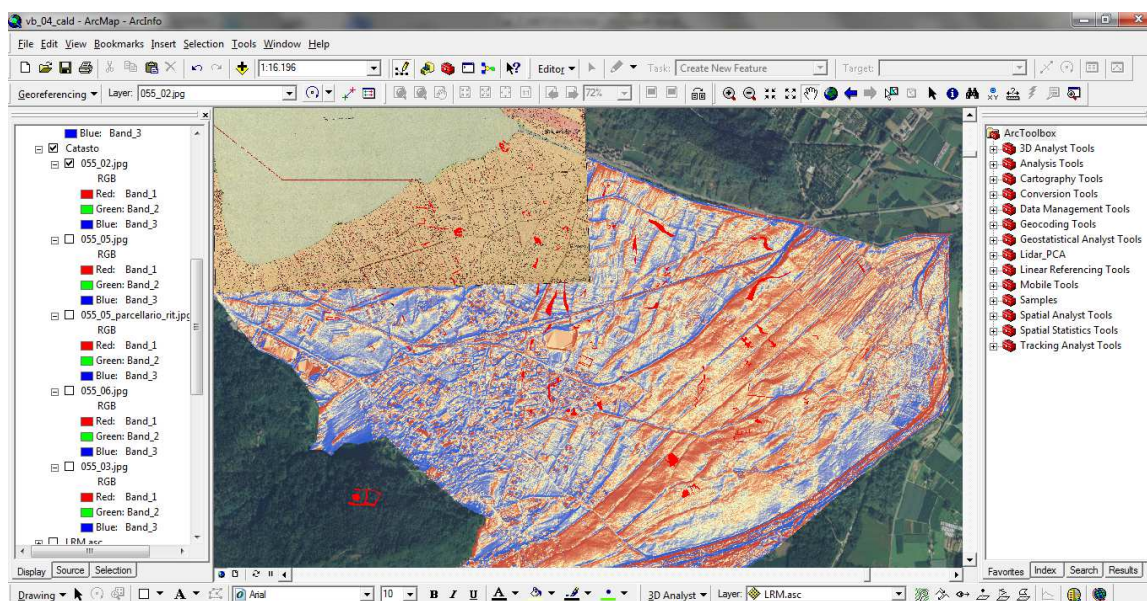 vb_04_cald - ArcMap - ArcInfo
File Edit View Bookmarks Insert Selection Tools Window Help
1:16.196 Editor Task: Create New Feature Target:
Georeferencing Layer: 055_02.jpg 72%
Blue: Band_3
Catasto
055_02.jpg
RGB
Red: Band_1
Green: Band_2
Blue: Band_3
055_05.jpg
RGB
Red: Band_1
Green: Band_2
Blue: Band_3
055_05_parcellario_rit.jpg
RGB
Red: Band_1
Green: Band_2
Blue: Band_3
055_06.jpg
RGB
Red: Band_1
Green: Band_2
Blue: Band_3
055_03.jpg
RGB
Red: Band_1
Green: Band_2
Blue: Band_3
LRM.asc
Display Source Selection
ArcToolbox
3D Analyst Tools
Analysis Tools
Cartography Tools
Conversion Tools
Data Management Tools
Geocoding Tools
Geostatistical Analyst Tools
Lidar_PCA
Linear Referencing Tools
Mobile Tools
Samples
Spatial Analyst Tools
Spatial Statistics Tools
Tracking Analyst Tools
Favorites Index Search Results
Drawing A Arial 10 B I U A 3D Analyst Layer: LRM.asc